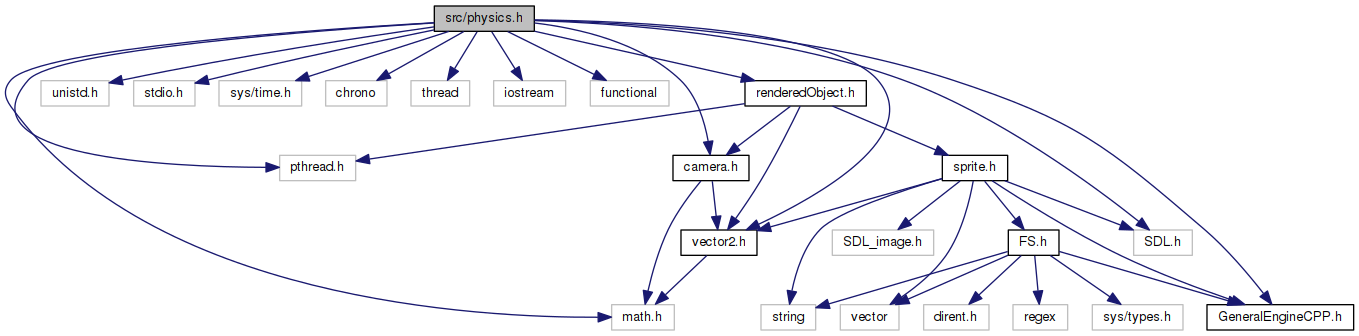 src/physics.h
unistd.h
stdio.h
sys/time.h
chrono
thread
iostream
functional
renderedObject.h
pthread.h
camera.h
sprite.h
vector2.h
SDL_image.h
FS.h
SDL.h
math.h
string
vector
dirent.h
regex
sys/types.h
GeneralEngineCPP.h